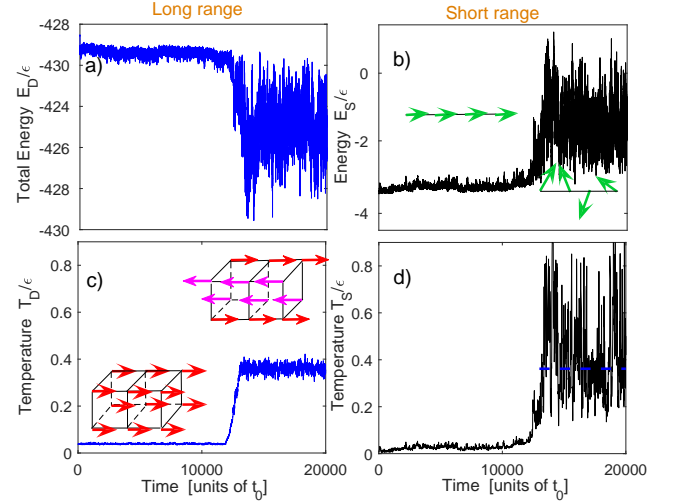 Long range
Short range
a)
-428
-430
-424
-426
-428
-430
Total Energy E_D/ϵ
b)
0
-2
-4
Energy E_S/ϵ
c)
0.8
0.6
0.4
0.2
0
Temperature T_D/ϵ
0
10000
20000
Time [units of t_0]
d)
0.8
0.6
0.4
0.2
0
Temperature T_S/ϵ
0
10000
20000
Time [units of t_0]